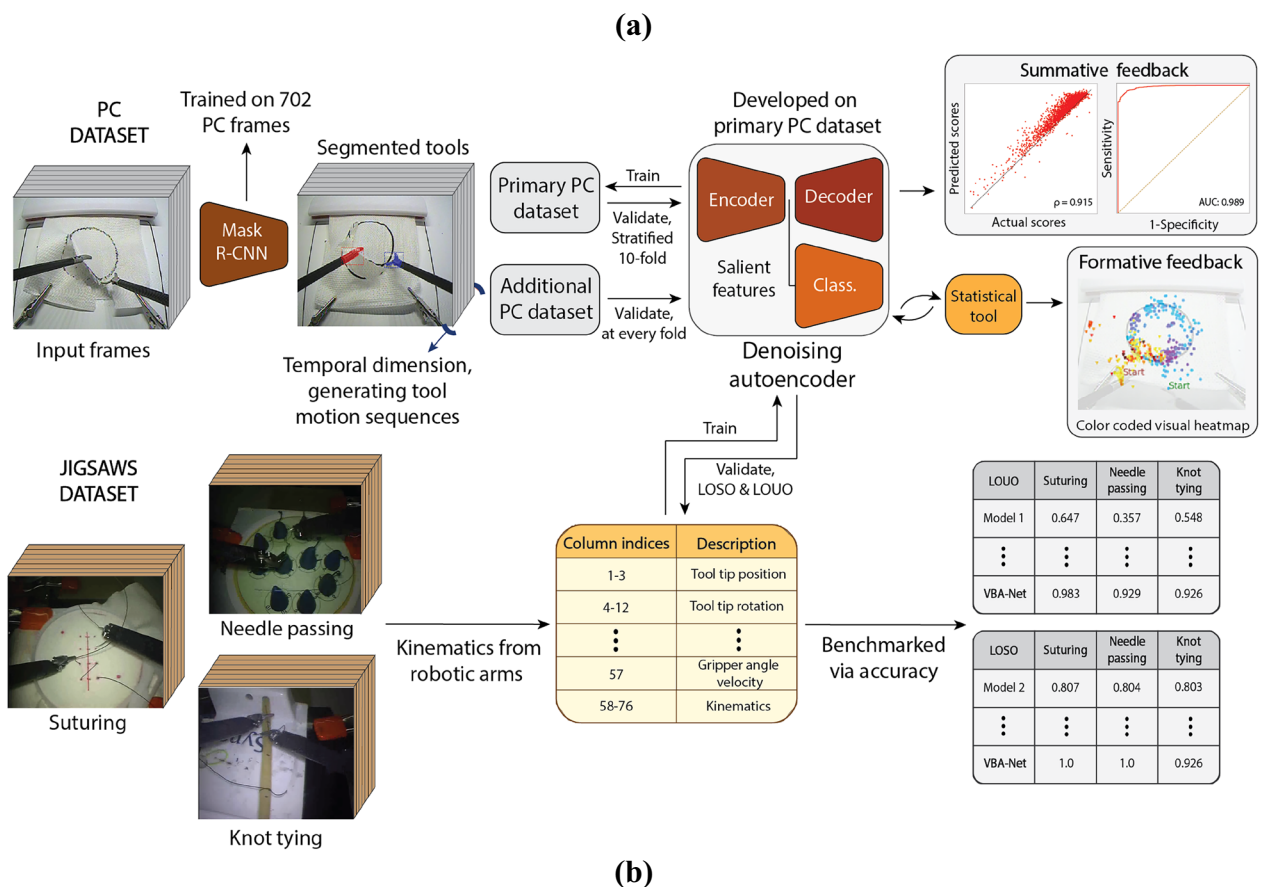 (a)
PC
DATASET
Trained on 702
PC frames
Input frames
Mask
R-CNN
Segmented tools
Temporal dimension,
generating tool
motion sequences
Primary PC
dataset
Additional
PC dataset
Train
Validate,
Stratified
10-fold
Validate,
at every fold
Developed on
primary PC dataset
Encoder
Decoder
Salient
features
Class.
Denoising
autoencoder
Summative feedback
Predicted scores
ρ = 0.915
Actual scores
Sensitivity
AUC: 0.989
1-Specificity
Statistical
tool
Formative feedback
Start
Start
Color coded visual heatmap
Train
Validate,
LOSO & LOUO
JIGSAWS
DATASET
Suturing
Needle passing
Knot tying
Kinematics from
robotic arms
Column indices Description
1-3 Tool tip position
4-12 Tool tip rotation
57 Gripper angle
velocity
58-76 Kinematics
Benchmarked
via accuracy
LOUO Suturing Needle
passing Knot
tying
Model 1 0.647 0.357 0.548
VBA-Net 0.983 0.929 0.926
LOSO Suturing Needle
passing Knot
tying
Model 2 0.807 0.804 0.803
VBA-Net 1.0 1.0 0.926
(b)